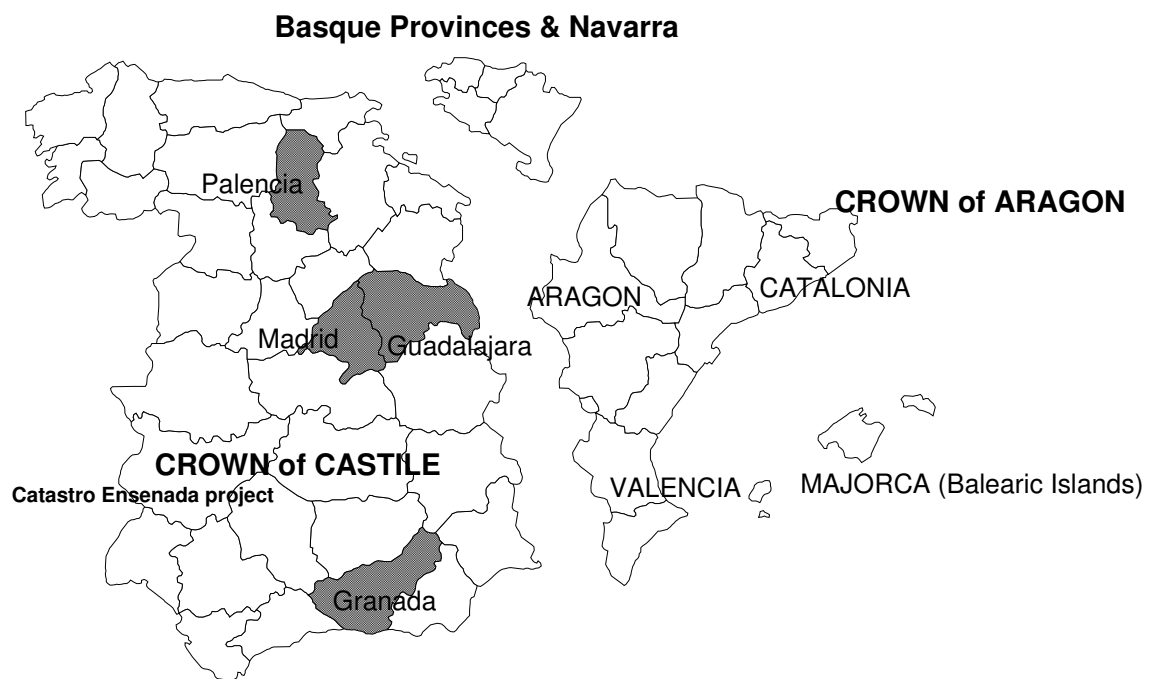 Basque Provinces & Navarra
Palencia
CROWN of ARAGON
ARAGON
CATALONIA
Madrid
Guadalajara
CROWN of CASTILE
Catastro Ensenada project
VALENCIA
MAJORCA (Balearic Islands)
Granada